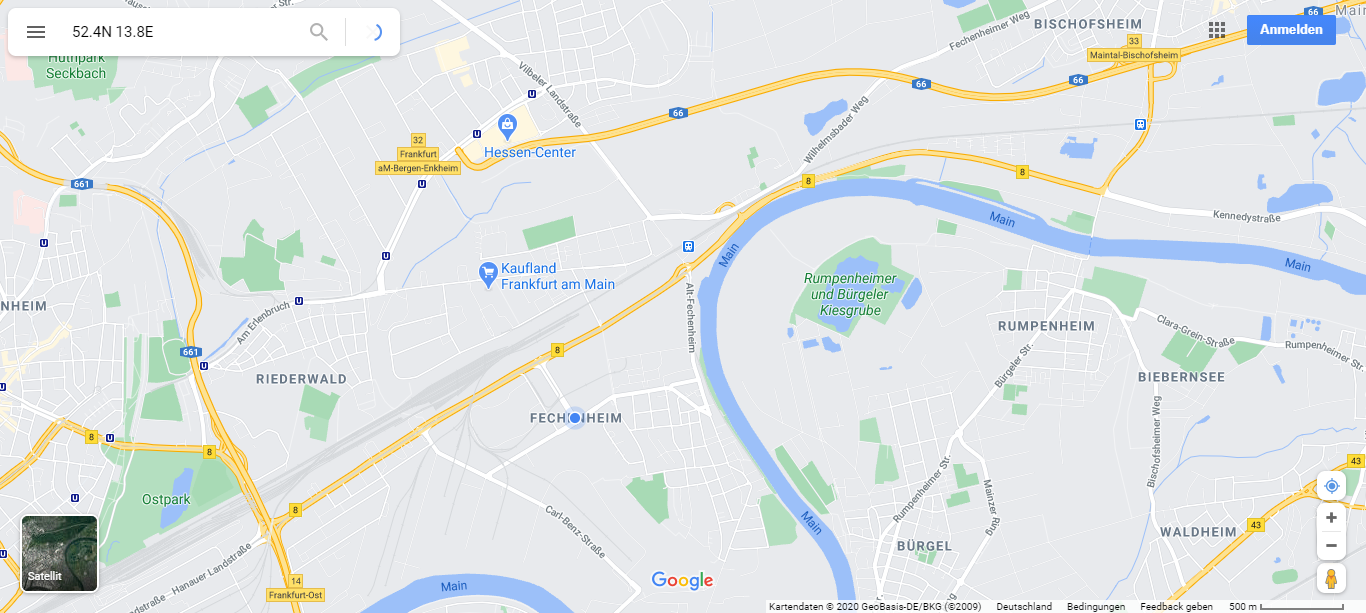 52.4N 13.8E
Anmelden
BISCHOFSHEIM
Fechenheimer Weg
66
33
Maintal-Bischofsheim
Huthpark
Seckbach
Vilbeler Landstraße
66
66
66
U
U
Hessen-Center
32
Frankfurt
aM-Bergen-Enkheim
U
Wilhelmsbader Weg
661
8
8
Kennedystraße
U
U
Main
Main
Main
Kaufland
Frankfurt am Main
Rumpenheimer
und Bürgeler
Kiesgrube
Alt-Fechenheim
NHEIM
U
Am Erlenbruch
RUMPENHEIM
Clara-Grein-Straße
Rumpenheimer Str.
661
U
8
RIEDERWALD
Bürgeler Str.
BIEBERNSEE
U
FECHENHEIM
8
U
8
Bischofsheimer Weg
43
Ostpark
U
8
Rumpenheimer Str.
Mainzer Ring
Carl-Benz-Straße
Main
43
WALDHEIM
BÜRGEL
U
Hanauer Landstraße
Satellit
14
Frankfurt-Ost
Main
Google
Kartendaten © 2020 GeoBasis-DE/BKG (©2009) Deutschland Bedingungen Feedback geben 500 m